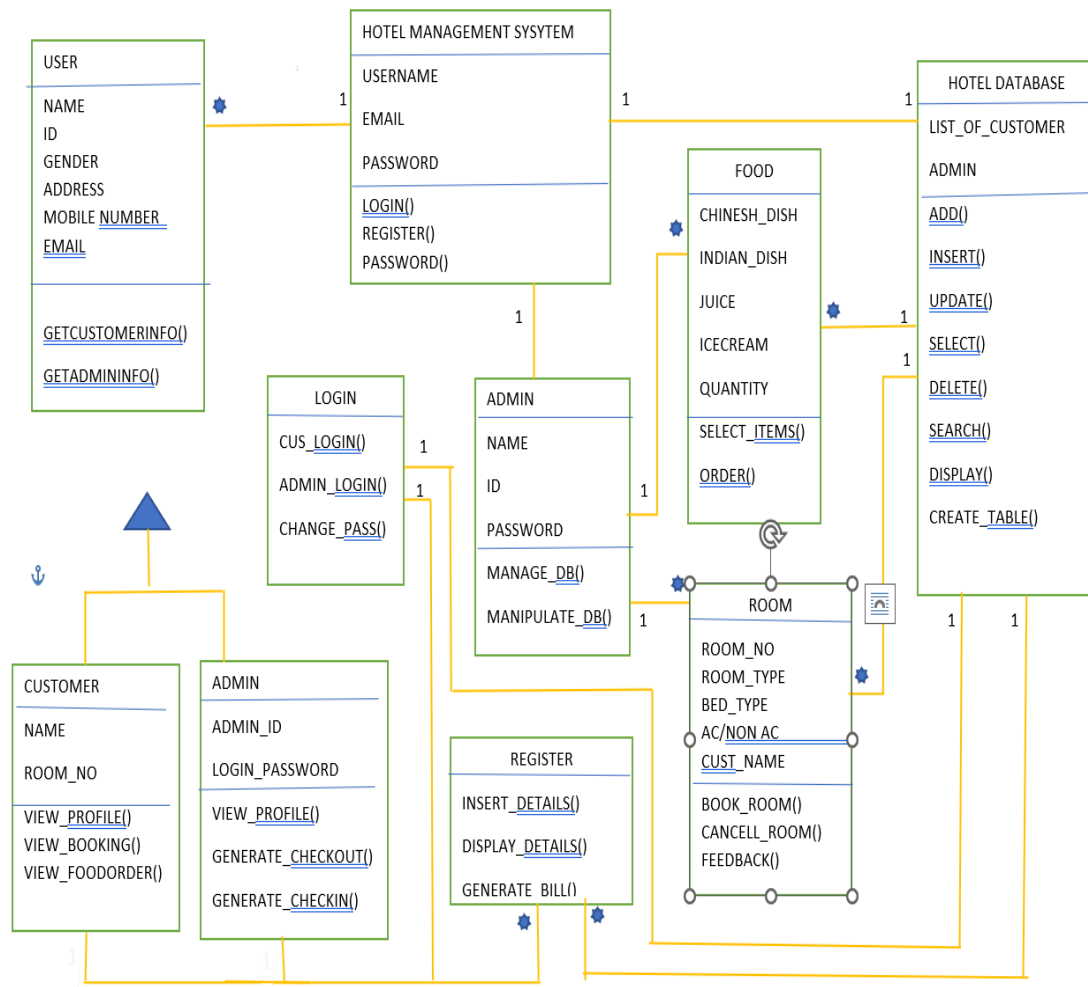 USER
NAME
ID
GENDER
ADDRESS
MOBILE NUMBER
EMAIL
GETCUSTOMERINFO()
GETADMININFO()
1
HOTEL MANAGEMENT SYSYTEM
USERNAME
EMAIL
PASSWORD
LOGIN()
REGISTER()
PASSWORD()
1
1
1
HOTEL DATABASE
LIST_OF_CUSTOMER
ADMIN
ADD()
INSERT()
UPDATE()
SELECT()
DELETE()
SEARCH()
DISPLAY()
CREATE_TABLE()
FOOD
CHINESH_DISH
INDIAN_DISH
JUICE
ICECREAM
QUANTITY
SELECT_ITEMS()
ORDER()
1
1
LOGIN
CUS_LOGIN()
ADMIN_LOGIN()
CHANGE_PASS()
1
1
ADMIN
NAME
ID
PASSWORD
MANAGE_DB()
MANIPULATE_DB()
1
1
ROOM
ROOM_NO
ROOM_TYPE
BED_TYPE
AC/NON AC
CUST_NAME
BOOK_ROOM()
CANCELL_ROOM()
FEEDBACK()
1
1
CUSTOMER
NAME
ROOM_NO
VIEW_PROFILE()
VIEW_BOOKING()
VIEW_FOODORDER()
ADMIN
ADMIN_ID
LOGIN_PASSWORD
VIEW_PROFILE()
GENERATE_CHECKOUT()
GENERATE_CHECKIN()
REGISTER
INSERT_DETAILS()
DISPLAY_DETAILS()
GENERATE_BILL()
1
1